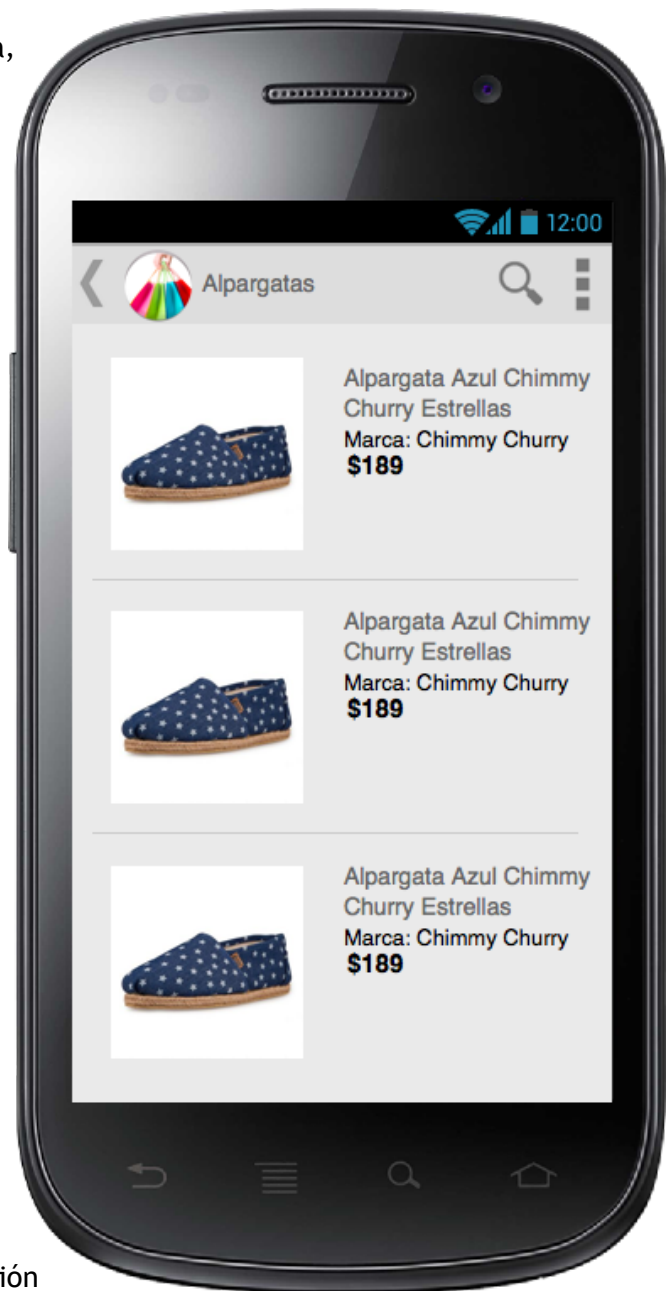 a,
12:00
Alpargatas
Alpargata Azul Chimmy
Churry Estrellas
Marca: Chimmy Churry
$189
Alpargata Azul Chimmy
Churry Estrellas
Marca: Chimmy Churry
$189
Alpargata Azul Chimmy
Churry Estrellas
Marca: Chimmy Churry
$189
ión